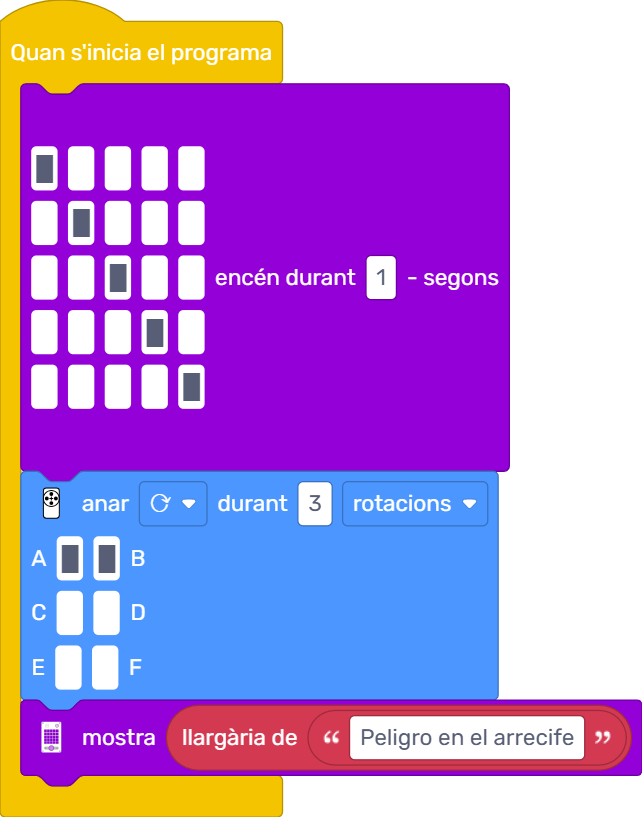 Quan s'inicia el programa
encén durant 1 - segons
anar durant 3 rotacions
A B
C D
E F
mostra llargària de “ Peligro en el arrecife ”